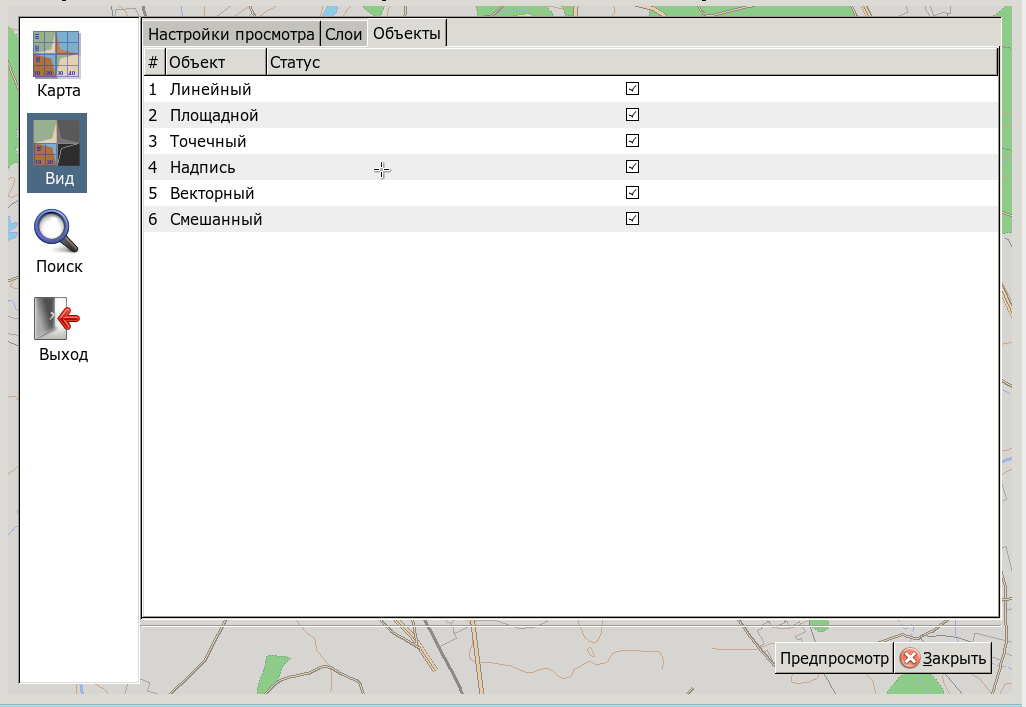 Настройки просмотра Слои Объекты
# Объект Статус
1 Линейный
2 Площадной
3 Точечный
4 Надпись
5 Векторный
6 Смешанный
Карта
Вид
Поиск
Выход
Предпросмотр Закрыть